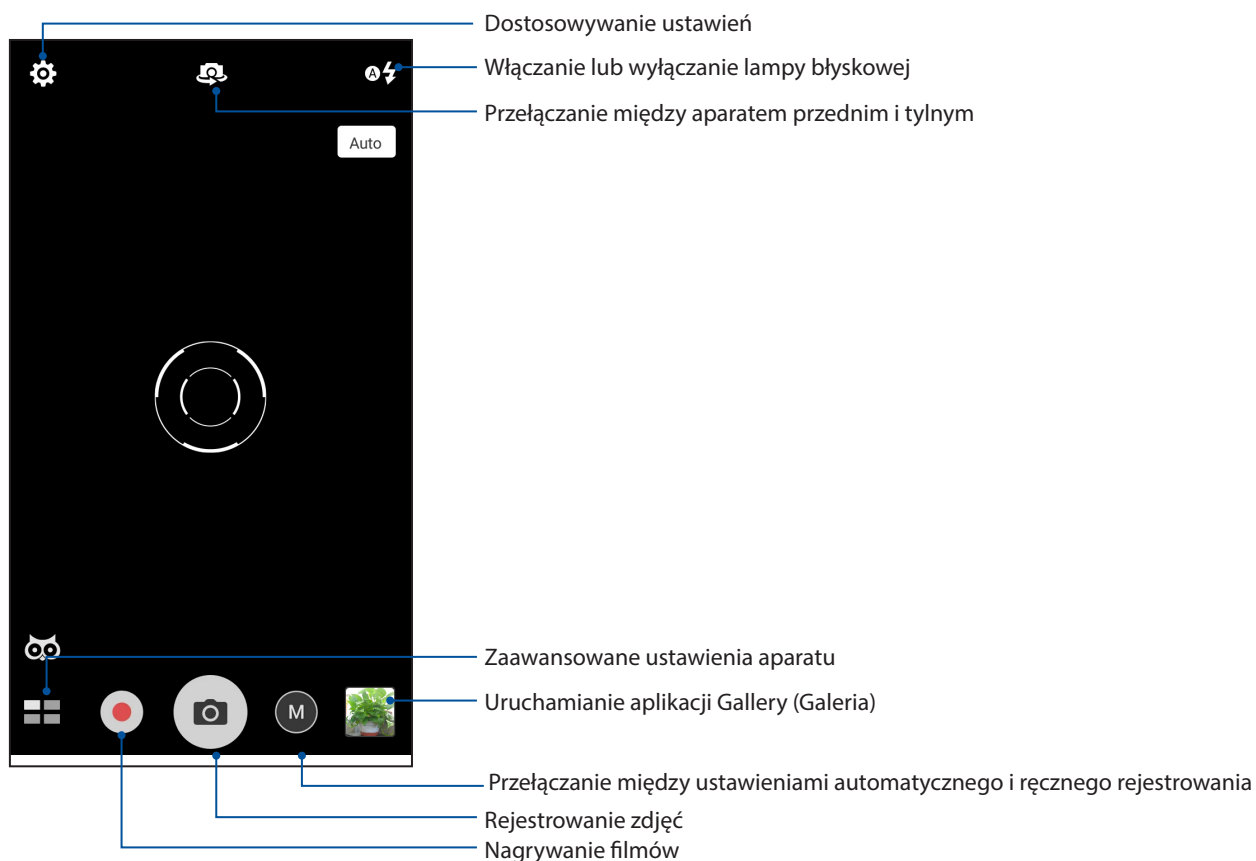 Dostosowywanie ustawień
Włączanie lub wyłączanie lampy błyskowej
A
Przełączanie między aparatem przednim i tylnym
Auto
Zaawansowane ustawienia aparatu
Uruchamianie aplikacji Gallery (Galeria)
M
Przełączanie między ustawieniami automatycznego i ręcznego rejestrowania
Rejestrowanie zdjęć
Nagrywanie filmów